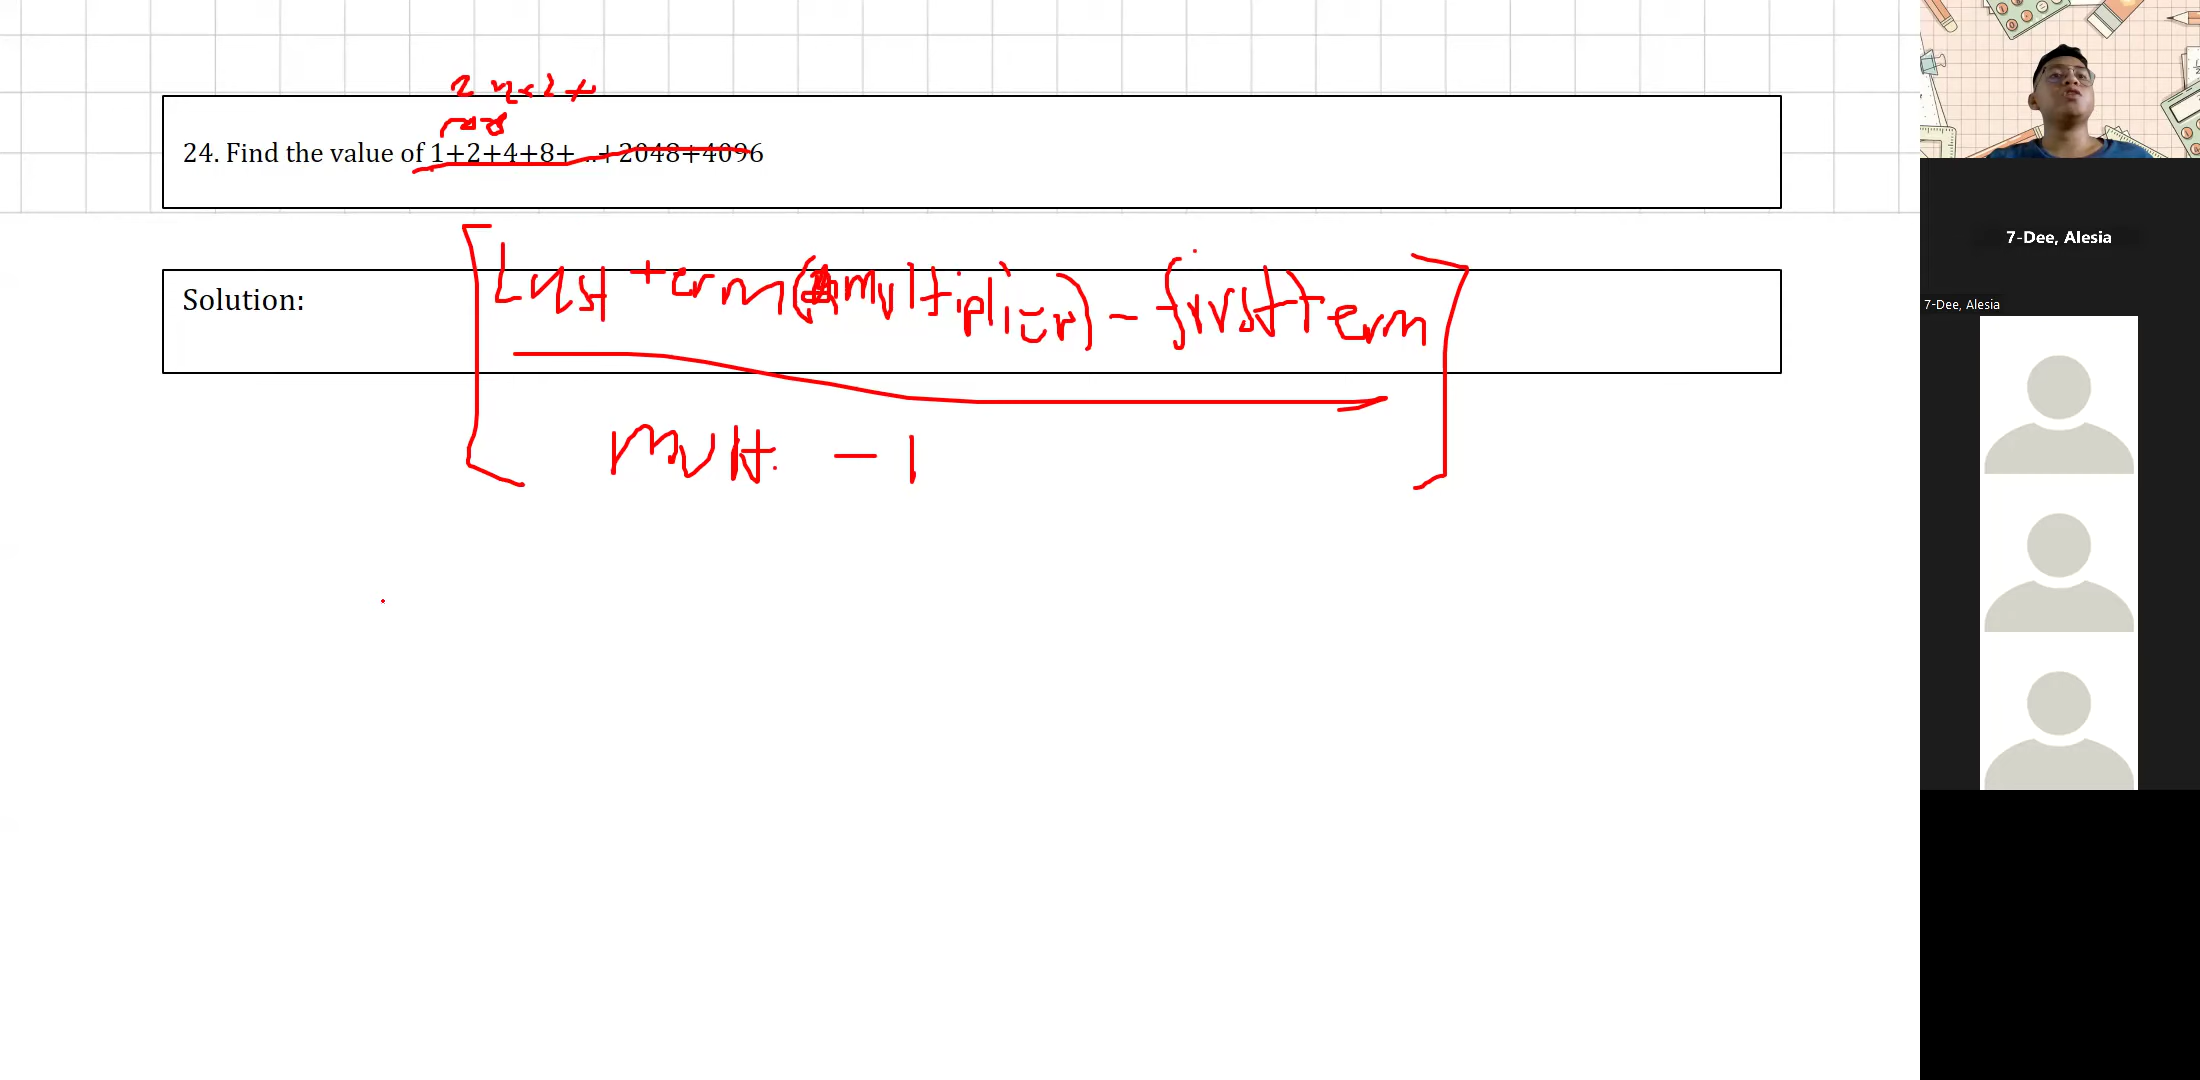 24. Find the value of 1+2+4+8+ ...+2048+4096
Solution:
Last term(multiplier) - first term
mult. - 1
7-Dee, Alesia
7-Dee, Alesia